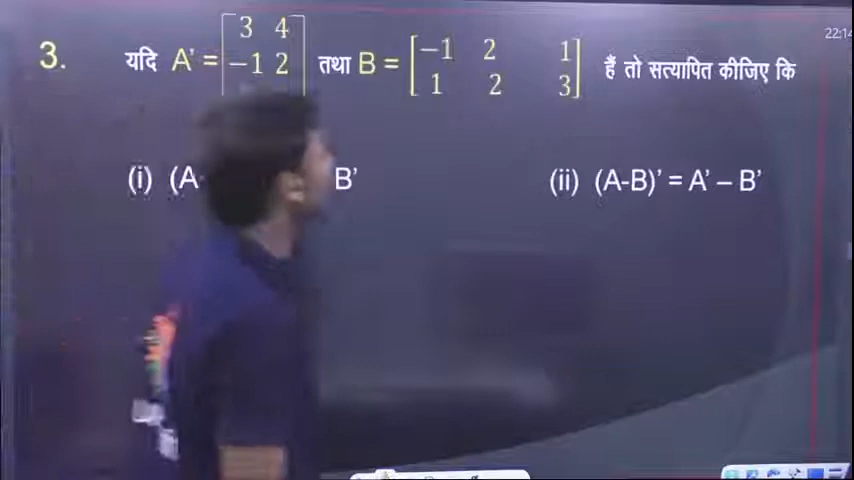 22:14
3. यदि A' = [3 4
-1 2] तथा B = [-1 2 1
1 2 3] हैं तो सत्यापित कीजिए कि
(i) (A- B' (ii) (A-B)' = A' – B'